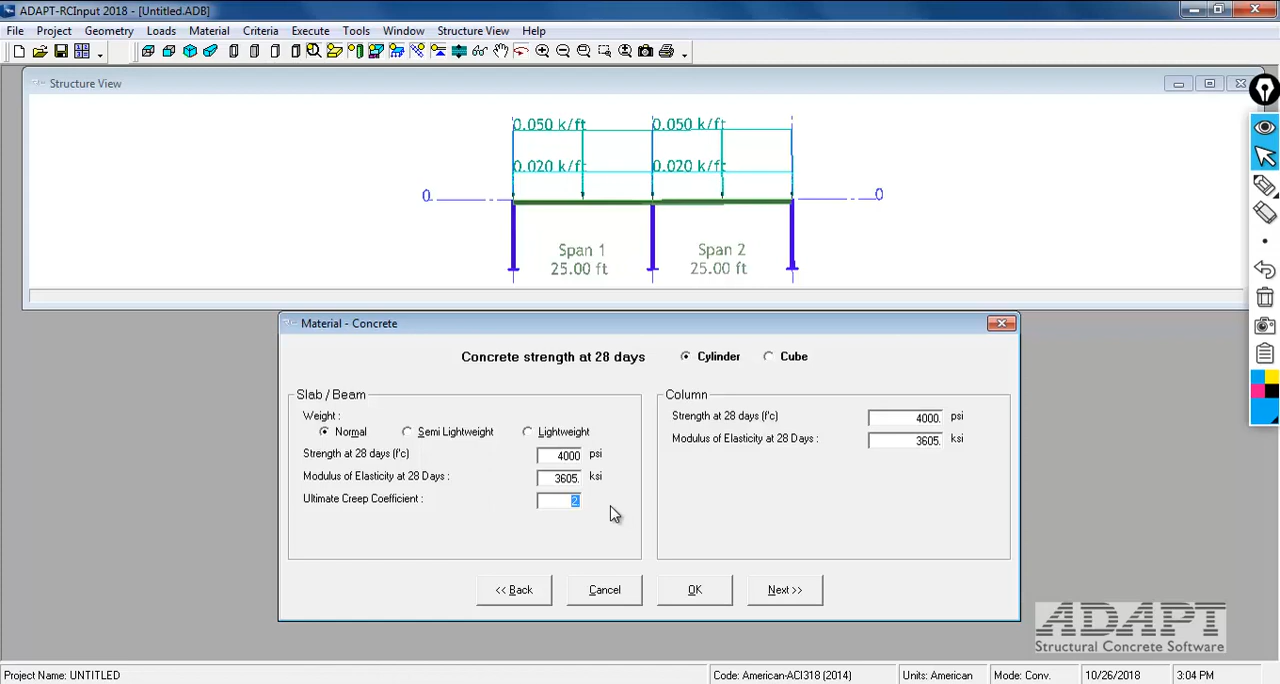 ADAPT-RCInput 2018 - [Untitled.ADB]
File Project Geometry Loads Material Criteria Execute Tools Window Structure View Help
Structure View
0.050 k/ft 0.050 k/ft
0.020 k/ft 0.020 k/ft
0 0
Span 1 Span 2
25.00 ft 25.00 ft
Material - Concrete
Concrete strength at 28 days Cylinder Cube
Slab / Beam
Weight :
Normal Semi Lightweight Lightweight
Strength at 28 days (f'c) 4000 psi
Modulus of Elasticity at 28 Days : 3605. ksi
Ultimate Creep Coefficient : 2
Column
Strength at 28 days (f'c) 4000. psi
Modulus of Elasticity at 28 Days : 3605. ksi
<< Back Cancel OK Next >>
ADAPT
Structural Concrete Software
Project Name: UNTITLED Code: American-ACI318 (2014) Units: American Mode: Conv. 10/26/2018 3:04 PM